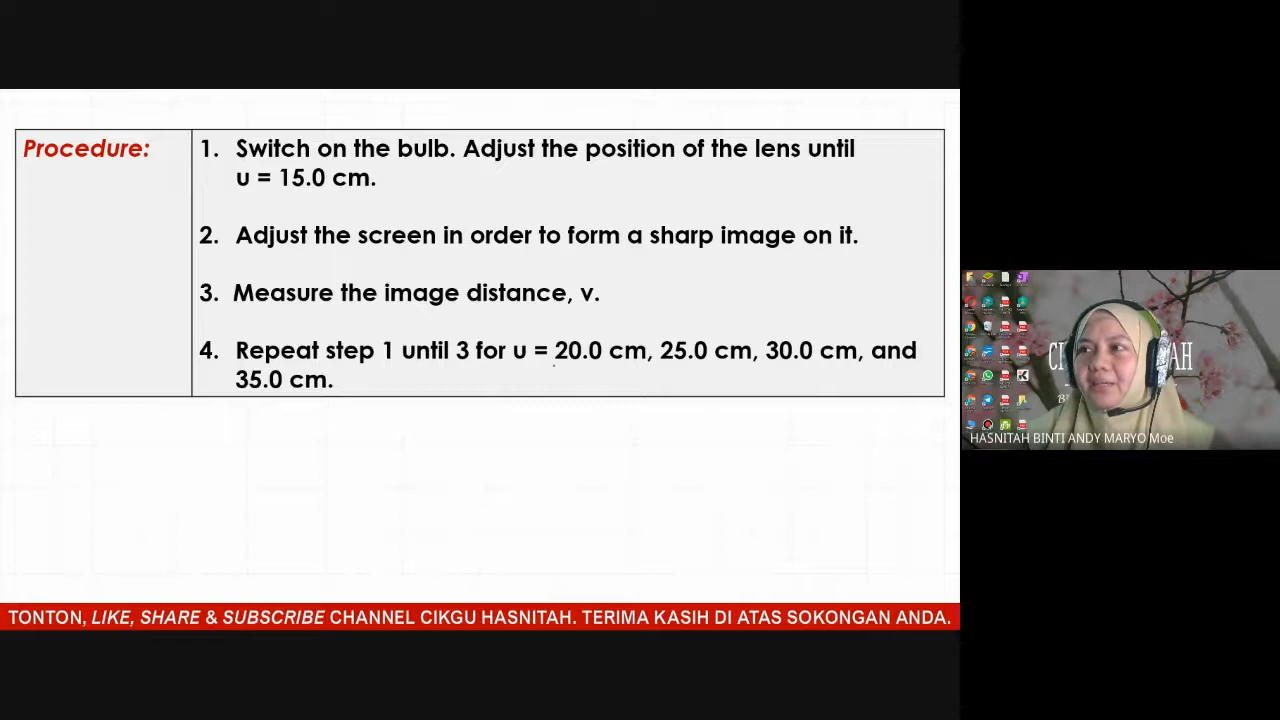 Procedure:
1. Switch on the bulb. Adjust the position of the lens until
u = 15.0 cm.
2. Adjust the screen in order to form a sharp image on it.
3. Measure the image distance, v.
4. Repeat step 1 until 3 for u = 20.0 cm, 25.0 cm, 30.0 cm, and
35.0 cm.
HASNITAH BINTI ANDY MARYO Moe
TONTON, LIKE, SHARE & SUBSCRIBE CHANNEL CIKGU HASNITAH. TERIMA KASIH DI ATAS SOKONGAN ANDA.